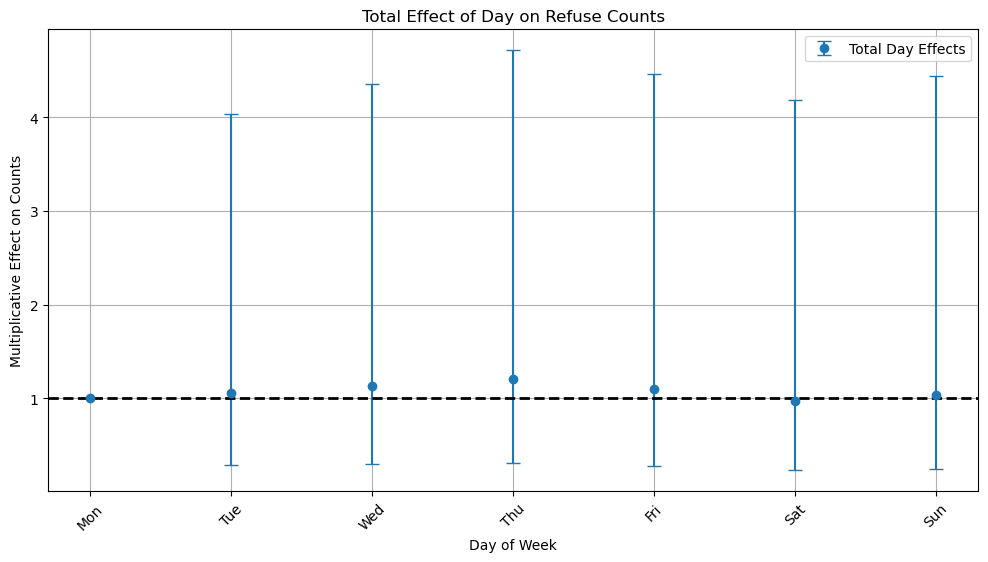 Total Effect of Day on Refuse Counts
Total Day Effects
Multiplicative Effect on Counts
4
3
2
1
Mon
Tue
Wed
Thu
Fri
Sat
Sun
Day of Week